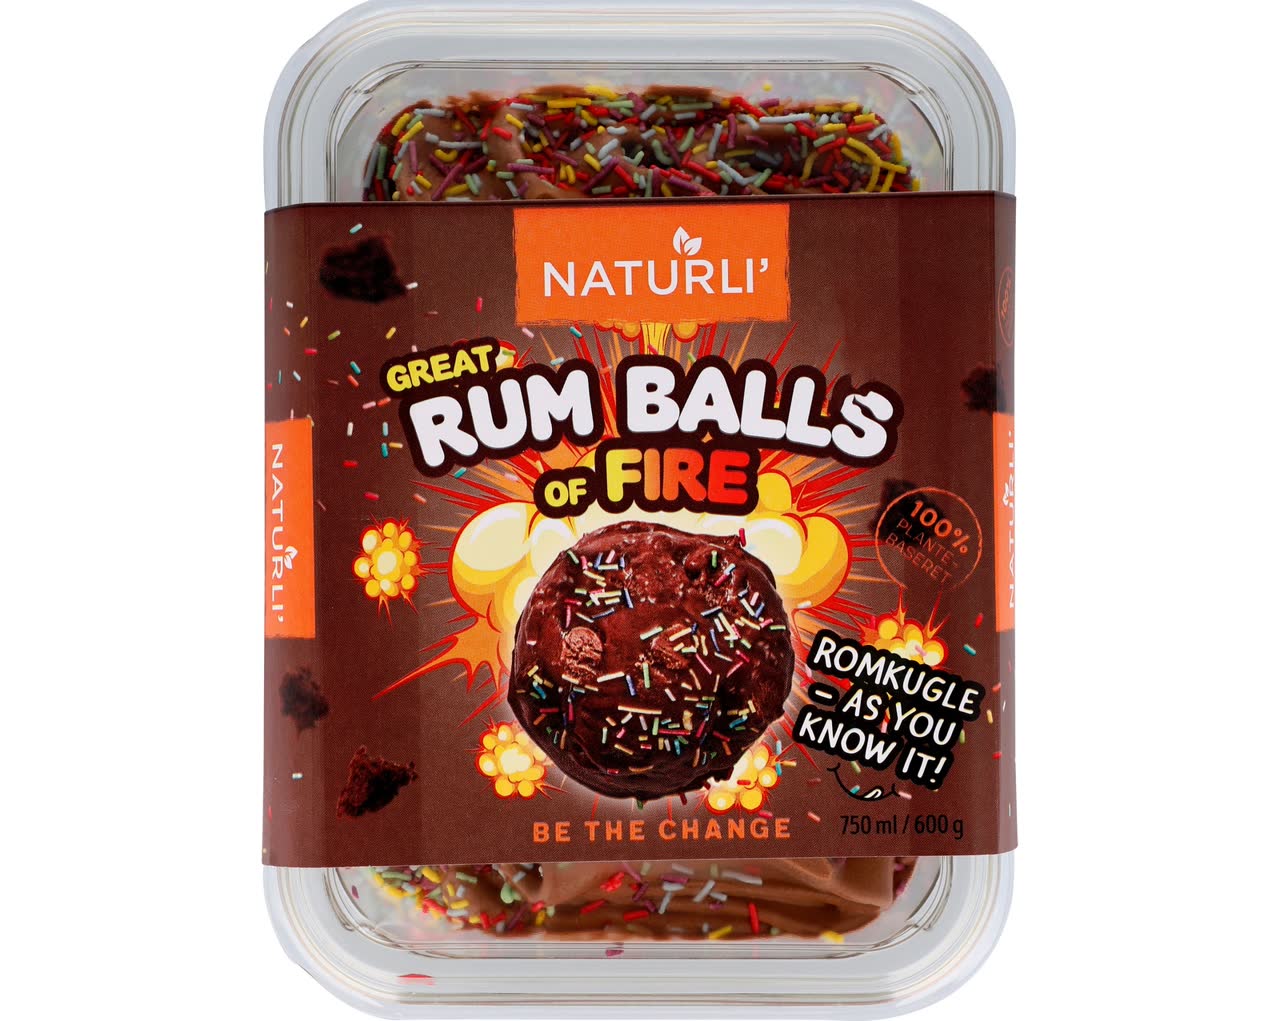 NATURLI'
GREAT
RUM BALLS
OF FIRE
100%
PLANTE-
BASERET
ROMKUGLE
- AS YOU
KNOW IT!
BE THE CHANGE
750 ml / 600 g
NATURLI'
NATURLI'